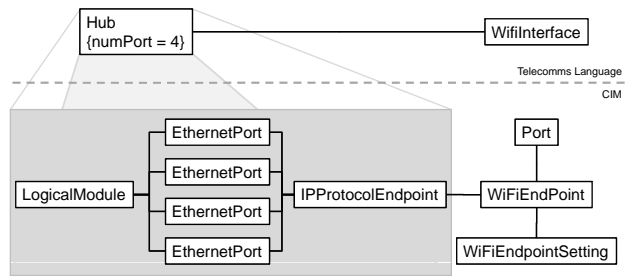 Hub
{numPort = 4}
WifiInterface
Telecomms Language
CIM
EthernetPort
Port
EthernetPort
LogicalModule
IPProtocolEndpoint
WiFiEndPoint
EthernetPort
EthernetPort
WiFiEndpointSetting